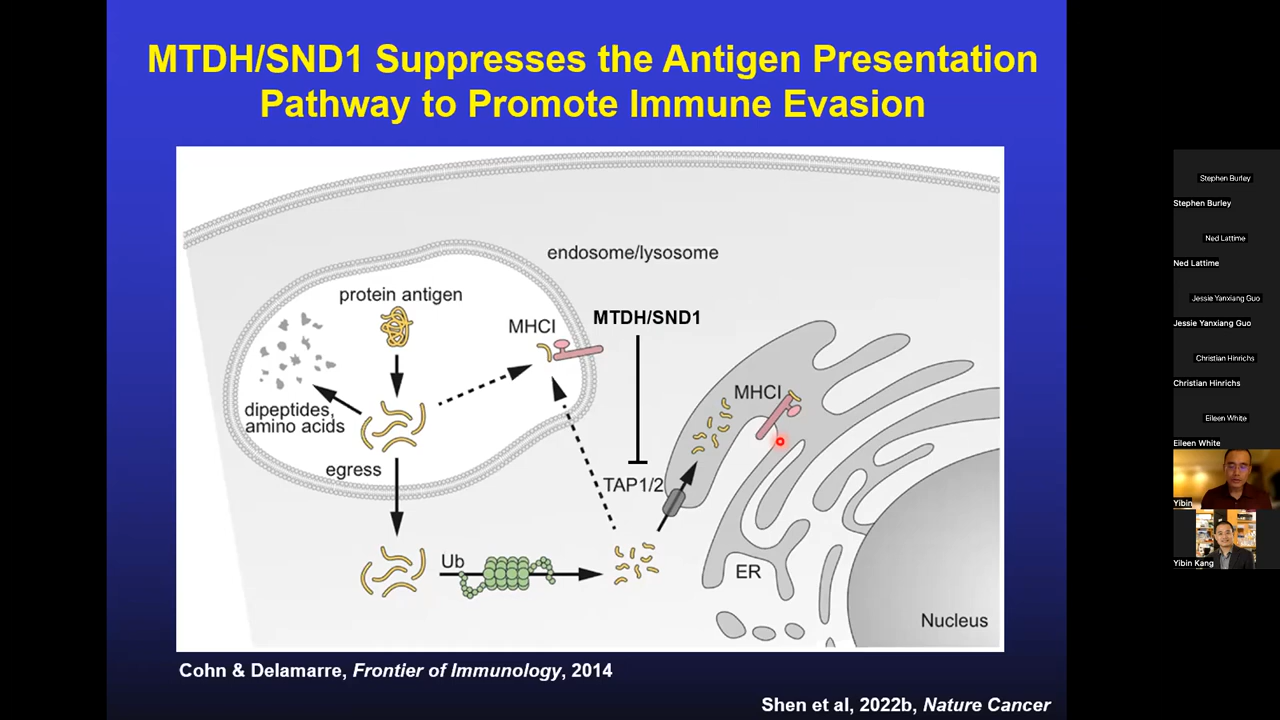 MTDH/SND1 Suppresses the Antigen Presentation
Pathway to Promote Immune Evasion
endosome/lysosome
protein antigen
MHCI
MTDH/SND1
dipeptides,
amino acids
MHCI
egress
TAP1/2
Ub
ER
Nucleus
Cohn & Delamarre, Frontier of Immunology, 2014
Shen et al, 2022b, Nature Cancer
Stephen Burley
Stephen Burley
Ned Lattime
Ned Lattime
Jessie Yanxiang Guo
Jessie Yanxiang Guo
Christian Hinrichs
Christian Hinrichs
Eileen White
Eileen White
Yibin
Yibin Kang